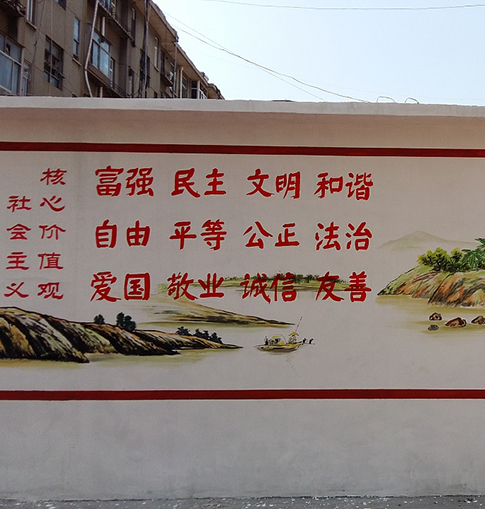 社会主义
核心价值观
富强 民主 文明 和谐
自由 平等 公正 法治
爱国 敬业 诚信 友善